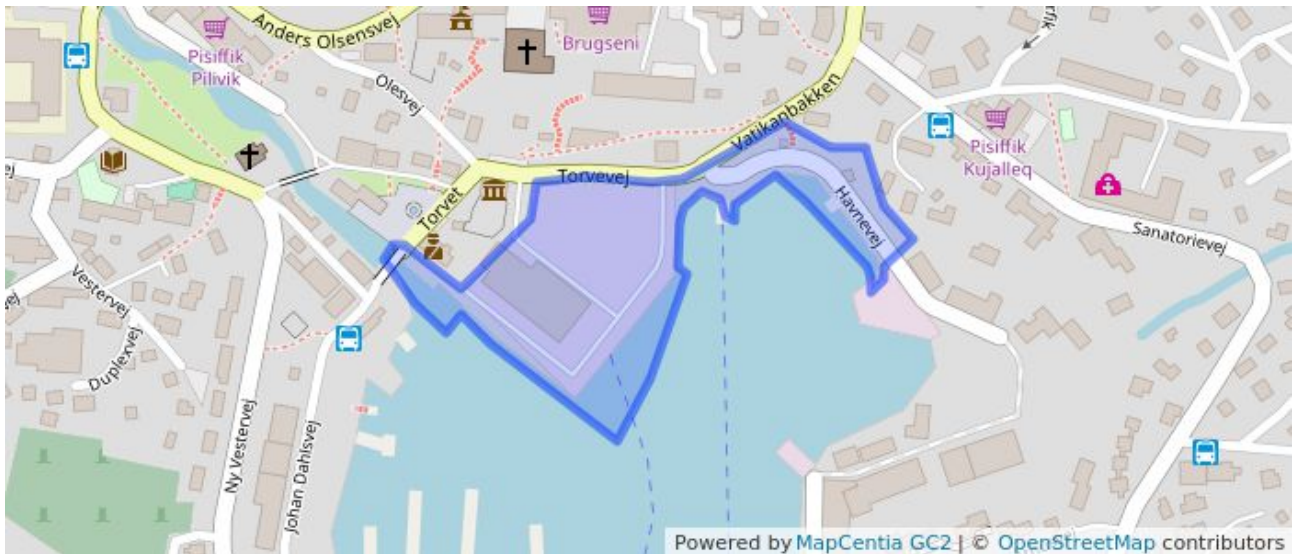 Anders Olsensvej
Pisiffik
Pilivik
Brugseni
Olesvej
Vatikanbakken
Pisiffik
Kujalleq
Torvevej
Torvet
Havnevej
Sanatorievej
Vestervej
Duplexvej
Ny Vestervej
Johan Dahlsvej
Powered by MapCentia GC2 | © OpenStreetMap contributors